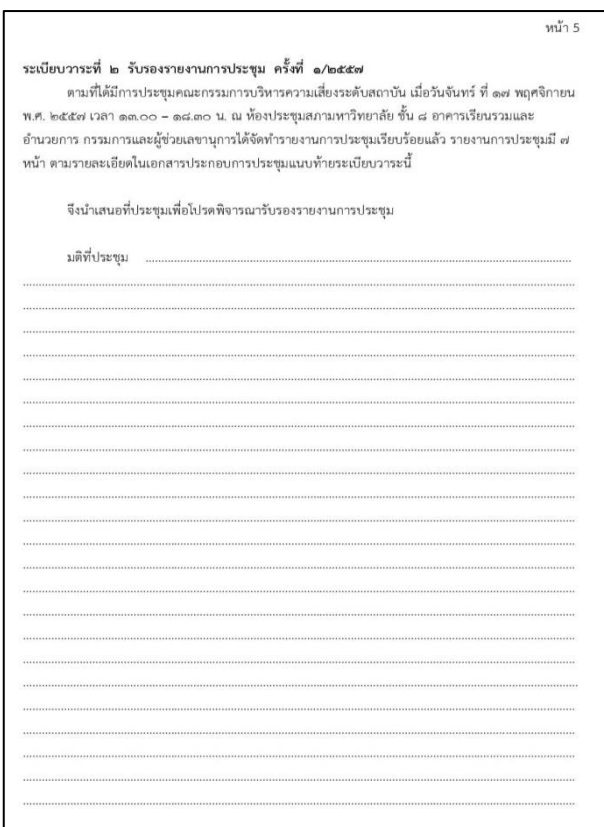 หน้า 5
ระเบียบวาระที่ ๒ รับรองรายงานการประชุม ครั้งที่ ๑/๒๕๕๗
ตามที่ได้มีการประชุมคณะกรรมการบริหารความเสี่ยงระดับสถาบัน เมื่อวันจันทร์ ที่ ๑๗ พฤศจิกายน
พ.ศ. ๒๕๕๗ เวลา ๑๓.๐๐ – ๑๘.๓๐ น. ณ ห้องประชุมสภามหาวิทยาลัย ชั้น ๘ อาคารเรียนรวมและ
อำนวยการ กรรมการและผู้ช่วยเลขานุการได้จัดทำรายงานการประชุมเรียบร้อยแล้ว รายงานการประชุมมี ๗
หน้า ตามรายละเอียดในเอกสารประกอบการประชุมแนบท้ายระเบียบวาระนี้
จึงนำเสนอที่ประชุมเพื่อโปรดพิจารณารับรองรายงานการประชุม
มติที่ประชุม